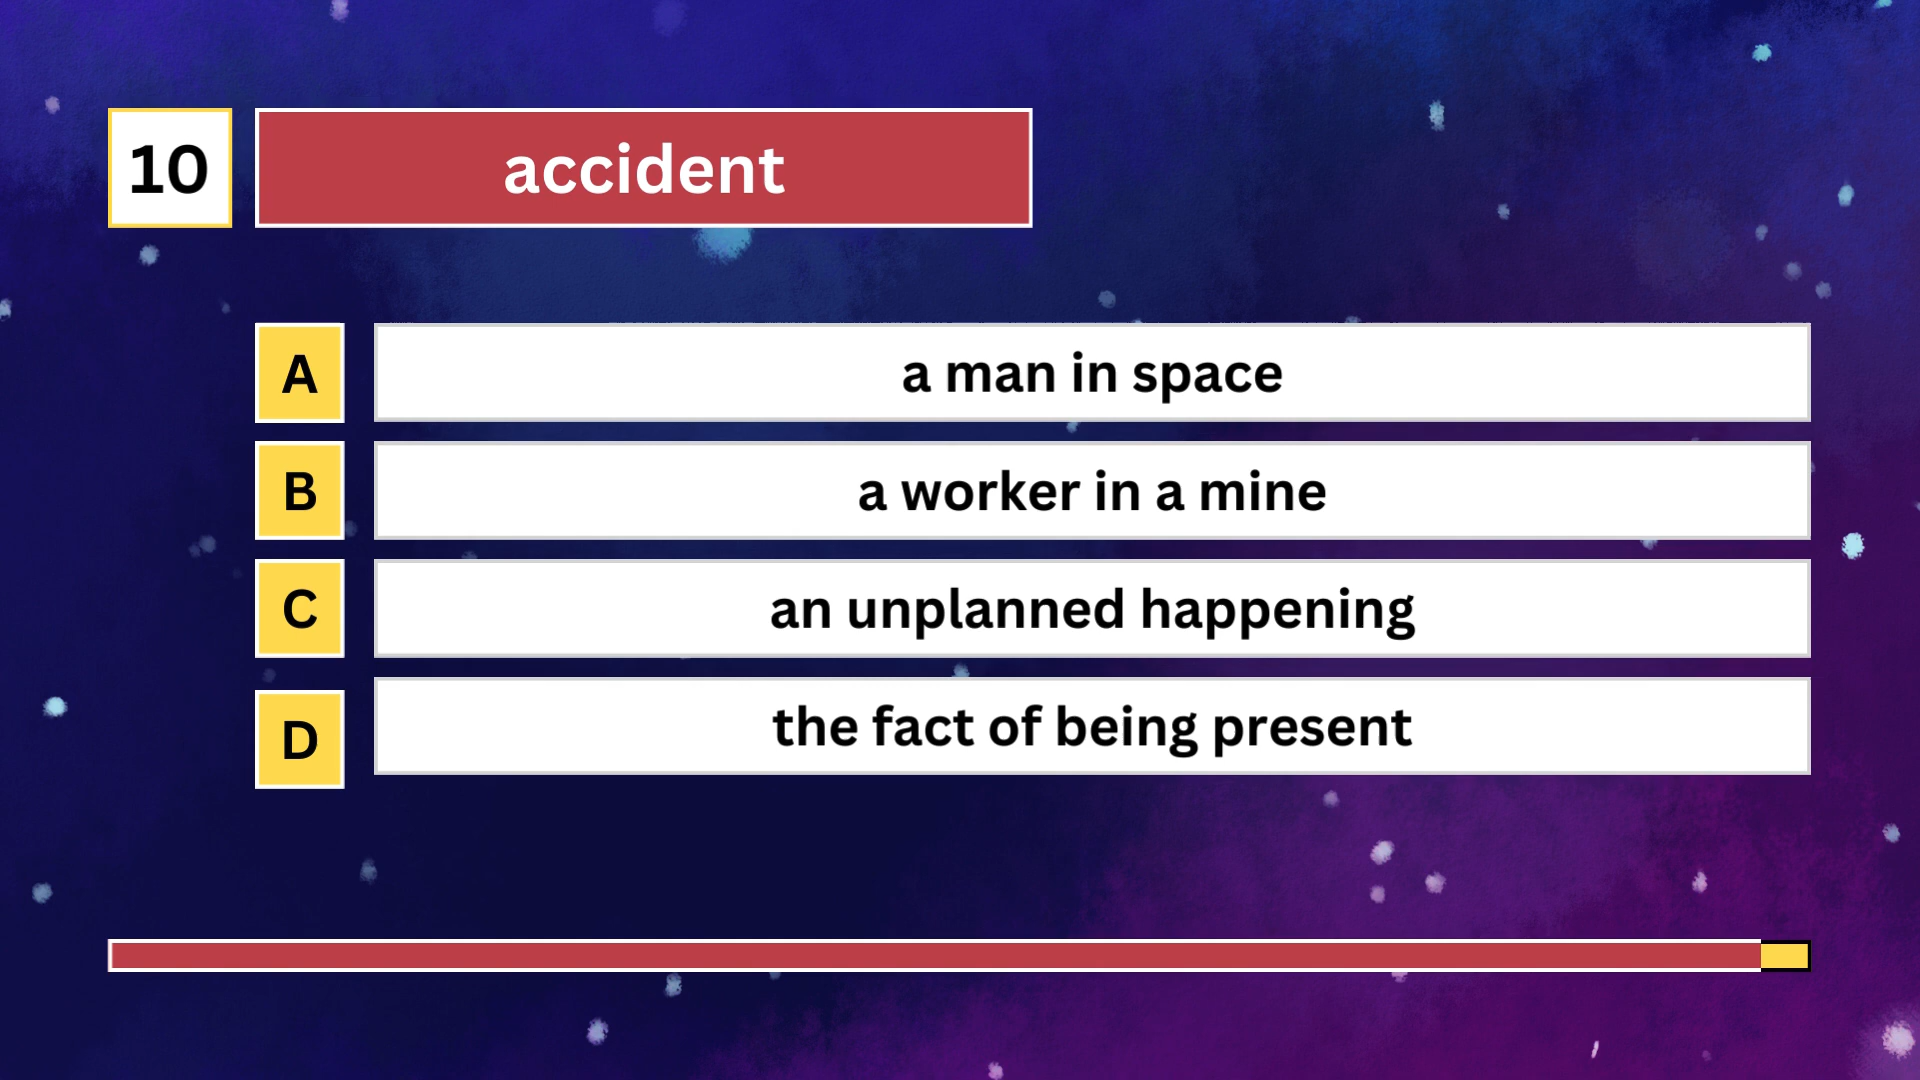 10
accident
A
a man in space
B
a worker in a mine
C
an unplanned happening
D
the fact of being present